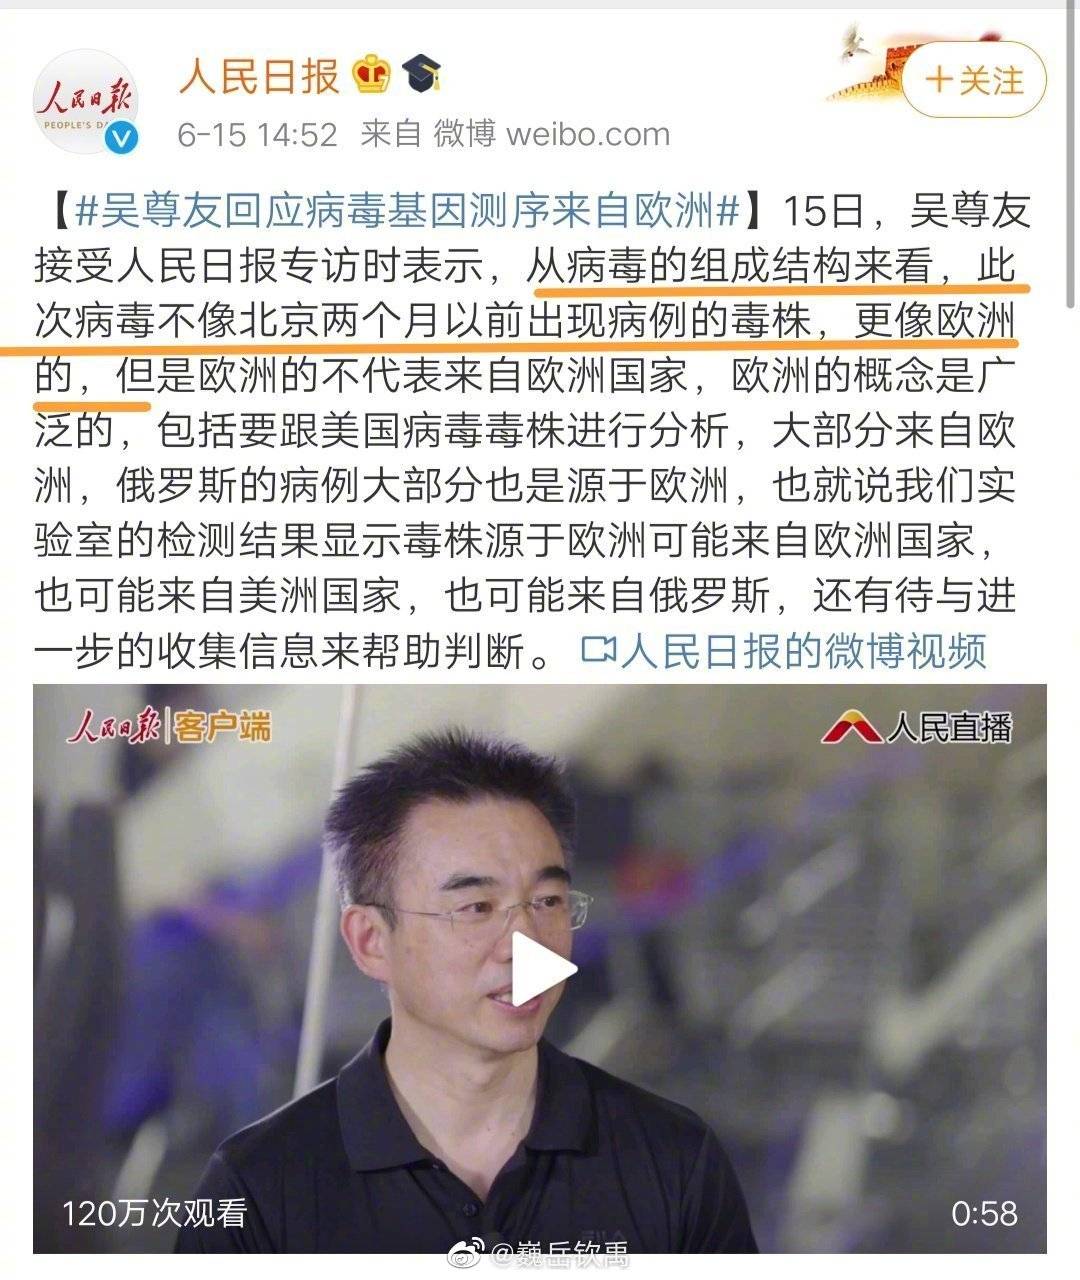 人民日报
PEOPLE'S DA
人民日报
+关注
6-15 14:52 来自 微博 weibo.com
【#吴尊友回应病毒基因测序来自欧洲#】15日，吴尊友
接受人民日报专访时表示，从病毒的组成结构来看，此
次病毒不像北京两个月以前出现病例的毒株，更像欧洲
的，但是欧洲的不代表来自欧洲国家，欧洲的概念是广
泛的，包括要跟美国病毒毒株进行分析，大部分来自欧
洲，俄罗斯的病例大部分也是源于欧洲，也就说我们实
验室的检测结果显示毒株源于欧洲可能来自欧洲国家，
也可能来自美洲国家，也可能来自俄罗斯，还有待与进
一步的收集信息来帮助判断。人民日报的微博视频
人民日报|客户端
人民直播
120万次观看
0:58
@巍岳钦禹